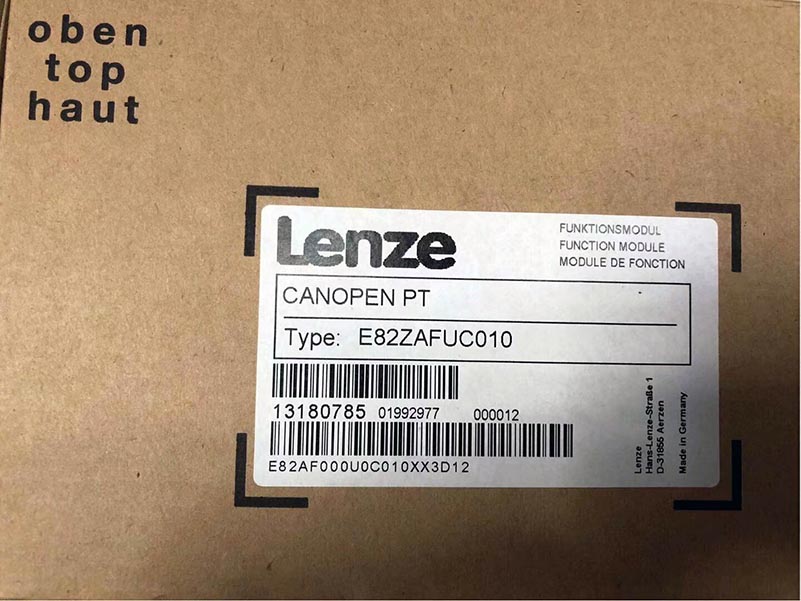 oben
top
haut
Lenze
FUNKTIONSMODUL
FUNCTION MODULE
MODULE DE FONCTION
CANOPEN PT
Type: E82ZAFUC010
13180785 01992977 000012
E82AF000U0C010XX3D12
Lenze
Hans-Lenze-Straße 1
D-31855 Aerzen
Made in Germany